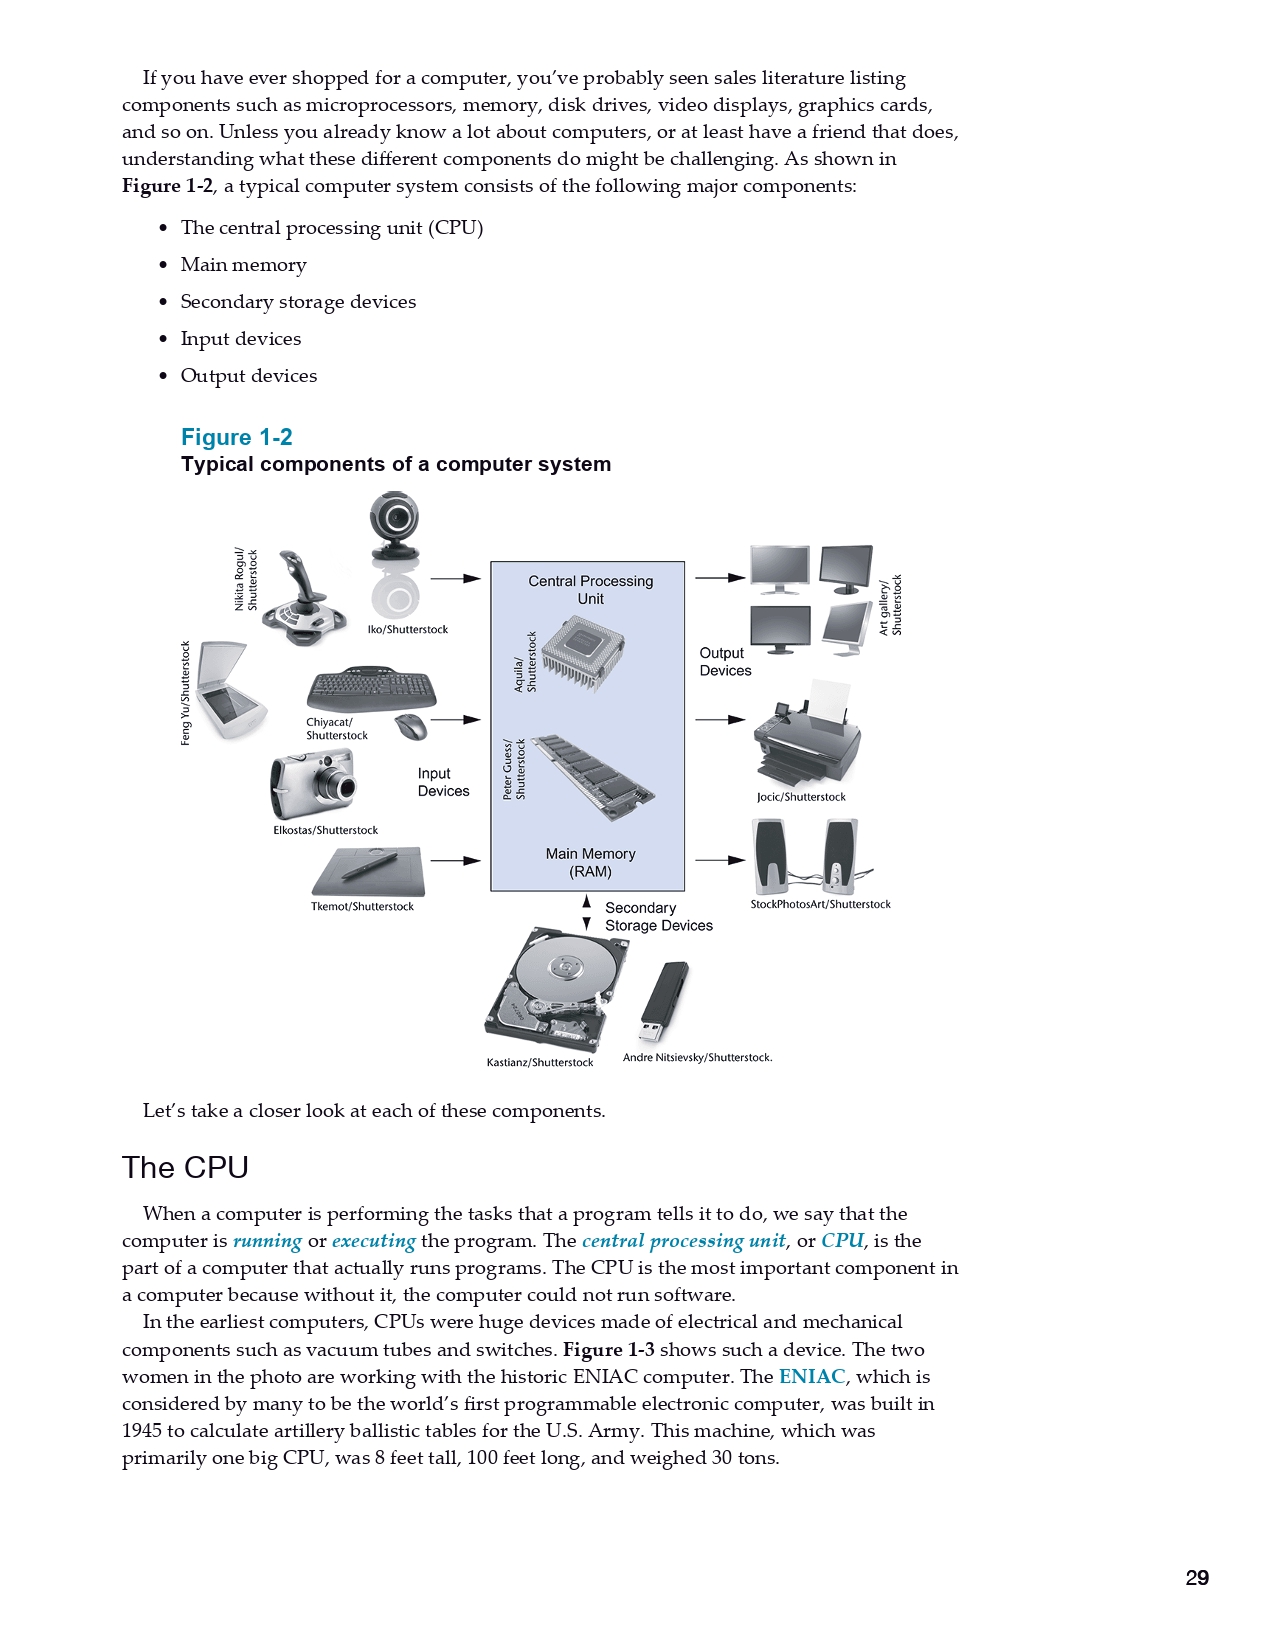 If you have ever shopped for a computer, you’ve probably seen sales literature listing
components such as microprocessors, memory, disk drives, video displays, graphics cards,
and so on. Unless you already know a lot about computers, or at least have a friend that does,
understanding what these different components do might be challenging. As shown in
Figure 1-2, a typical computer system consists of the following major components:
• The central processing unit (CPU)
• Main memory
• Secondary storage devices
• Input devices
• Output devices
Figure 1-2
Typical components of a computer system
Nikita Rogul/
Shutterstock
Iko/Shutterstock
Feng Yu/Shutterstock
Chiyacat/
Shutterstock
Input
Devices
Elkostas/Shutterstock
Tkemot/Shutterstock
Central Processing
Unit
Aquila/
Shutterstock
Peter Guess/
Shutterstock
Main Memory
(RAM)
Art gallery/
Shutterstock
Output
Devices
Jocic/Shutterstock
StockPhotosArt/Shutterstock
Secondary
Storage Devices
Kastianz/Shutterstock
Andre Nitsievsky/Shutterstock.
Let’s take a closer look at each of these components.
The CPU
When a computer is performing the tasks that a program tells it to do, we say that the
computer is running or executing the program. The central processing unit, or CPU, is the
part of a computer that actually runs programs. The CPU is the most important component in
a computer because without it, the computer could not run software.
In the earliest computers, CPUs were huge devices made of electrical and mechanical
components such as vacuum tubes and switches. Figure 1-3 shows such a device. The two
women in the photo are working with the historic ENIAC computer. The ENIAC, which is
considered by many to be the world’s first programmable electronic computer, was built in
1945 to calculate artillery ballistic tables for the U.S. Army. This machine, which was
primarily one big CPU, was 8 feet tall, 100 feet long, and weighed 30 tons.
29